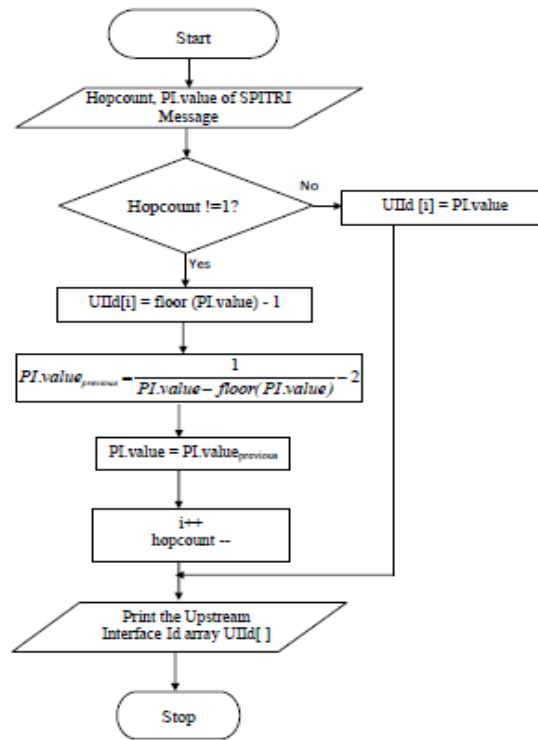 Start
Hopcount, PI.value of SPITRI
Message
Hopcount !=1?
No
UIId [i] = PI.value
Yes
UIId[i] = floor (PI.value) - 1
PI.value_previous = 1 / (PI.value - floor(PI.value)) - 2
PI.value = PI.value_previous
i++
hopcount --
Print the Upstream
Interface Id array UIId[ ]
Stop